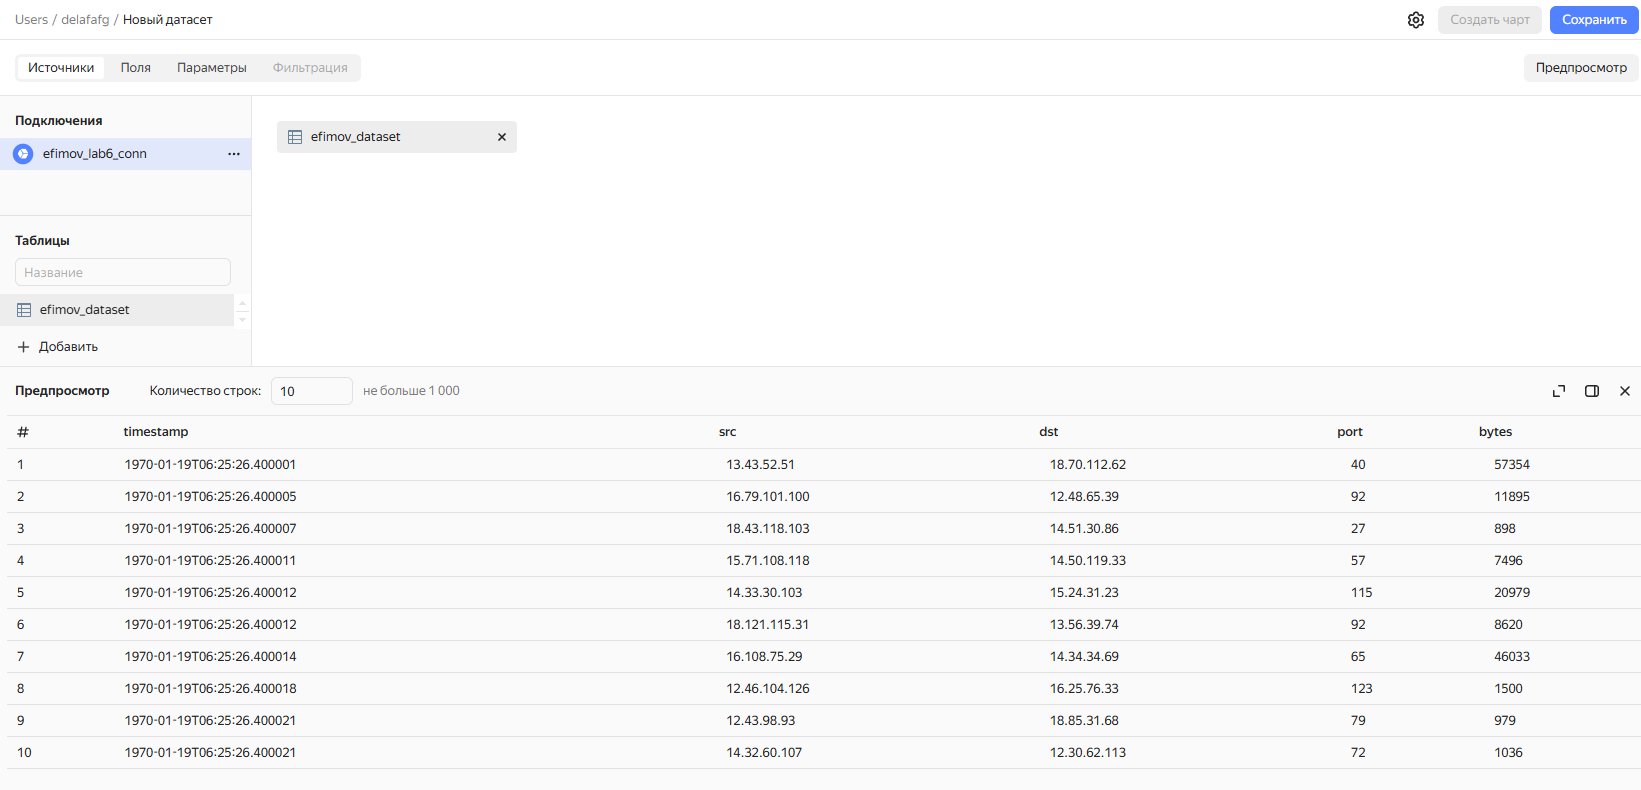 Users / delafafg / Новый датасет
Создать чарт
Сохранить
Источники Поля Параметры Фильтрация
Предпросмотр
Подключения
efimov_lab6_conn
efimov_dataset
Таблицы
Название
efimov_dataset
Добавить
Предпросмотр Количество строк: 10 не больше 1 000
# timestamp src dst port bytes
1 1970-01-19T06:25:26.400001 13.43.52.51 18.70.112.62 40 57354
2 1970-01-19T06:25:26.400005 16.79.101.100 12.48.65.39 92 11895
3 1970-01-19T06:25:26.400007 18.43.118.103 14.51.30.86 27 898
4 1970-01-19T06:25:26.400011 15.71.108.118 14.50.119.33 57 7496
5 1970-01-19T06:25:26.400012 14.33.30.103 15.24.31.23 115 20979
6 1970-01-19T06:25:26.400012 18.121.115.31 13.56.39.74 92 8620
7 1970-01-19T06:25:26.400014 16.108.75.29 14.34.34.69 65 46033
8 1970-01-19T06:25:26.400018 12.46.104.126 16.25.76.33 123 1500
9 1970-01-19T06:25:26.400021 12.43.98.93 18.85.31.68 79 979
10 1970-01-19T06:25:26.400021 14.32.60.107 12.30.62.113 72 1036